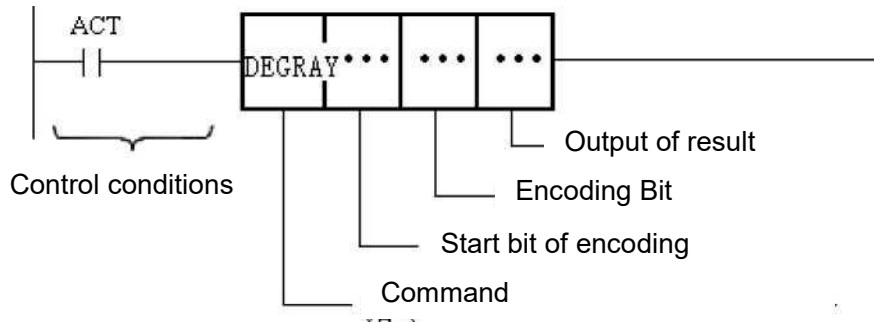 ACT
DEGRAY ••• ••• •••
Output of result
Control conditions
Encoding Bit
Start bit of encoding
Command